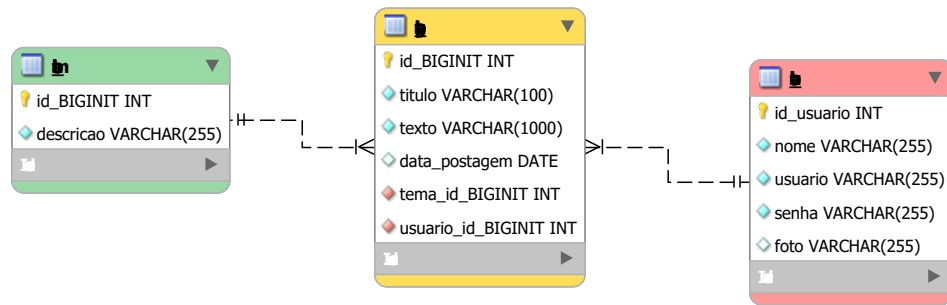 id_BIGINIT INT
descricao VARCHAR(255)
id_BIGINIT INT
titulo VARCHAR(100)
texto VARCHAR(1000)
data_postagem DATE
tema_id_BIGINIT INT
usuario_id_BIGINIT INT
id_usuario INT
nome VARCHAR(255)
usuario VARCHAR(255)
senha VARCHAR(255)
foto VARCHAR(255)